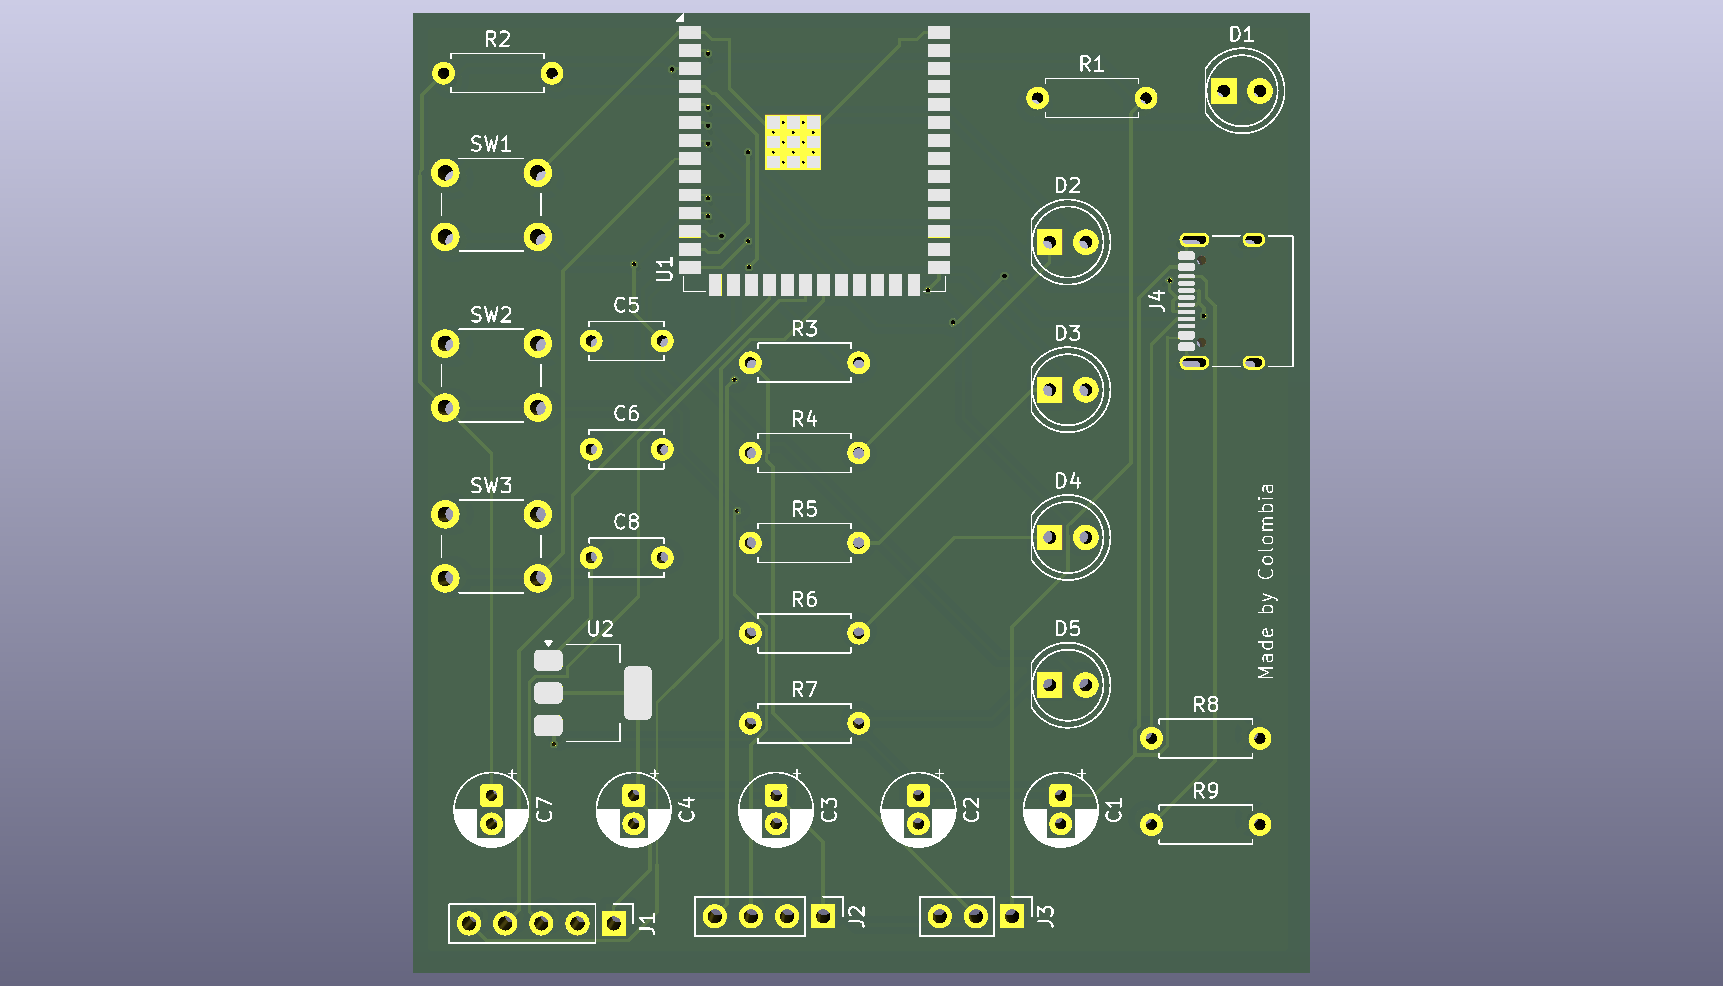 R2
D1
R1
SW1
D2
U1
J4
C5
SW2
R3
D3
C6
R4
SW3
R5
D4
C8
Made by Colombia
R6
U2
D5
R7
R8
+
+
+
+
+
C7
C4
C3
C2
C1
R9
J1
J2
J3